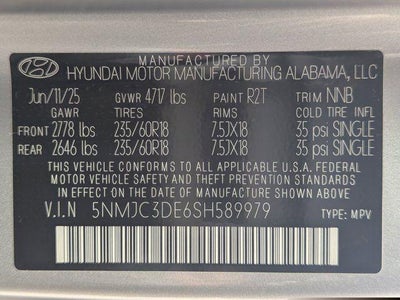 MANUFACTURED BY
HYUNDAI MOTOR MANUFACTURING ALABAMA, LLC
Jun/11/25 GVWR 4717 lbs PAINT R2T TRIM NNB
GAWR TIRES RIMS COLD TIRE INFL
FRONT 2778 lbs 235/60R18 7.5JX18 35 psi SINGLE
REAR 2646 lbs 235/60R18 7.5JX18 35 psi SINGLE
THIS VEHICLE CONFORMS TO ALL APPLICABLE U.S.A. FEDERAL
MOTOR VEHICLE SAFETY AND THEFT PREVENTION STANDARDS
IN EFFECT ON THE DATE OF MANUFACTURE SHOWN ABOVE.
V.I.N 5NMJC3DE6SH589979 TYPE: MPV